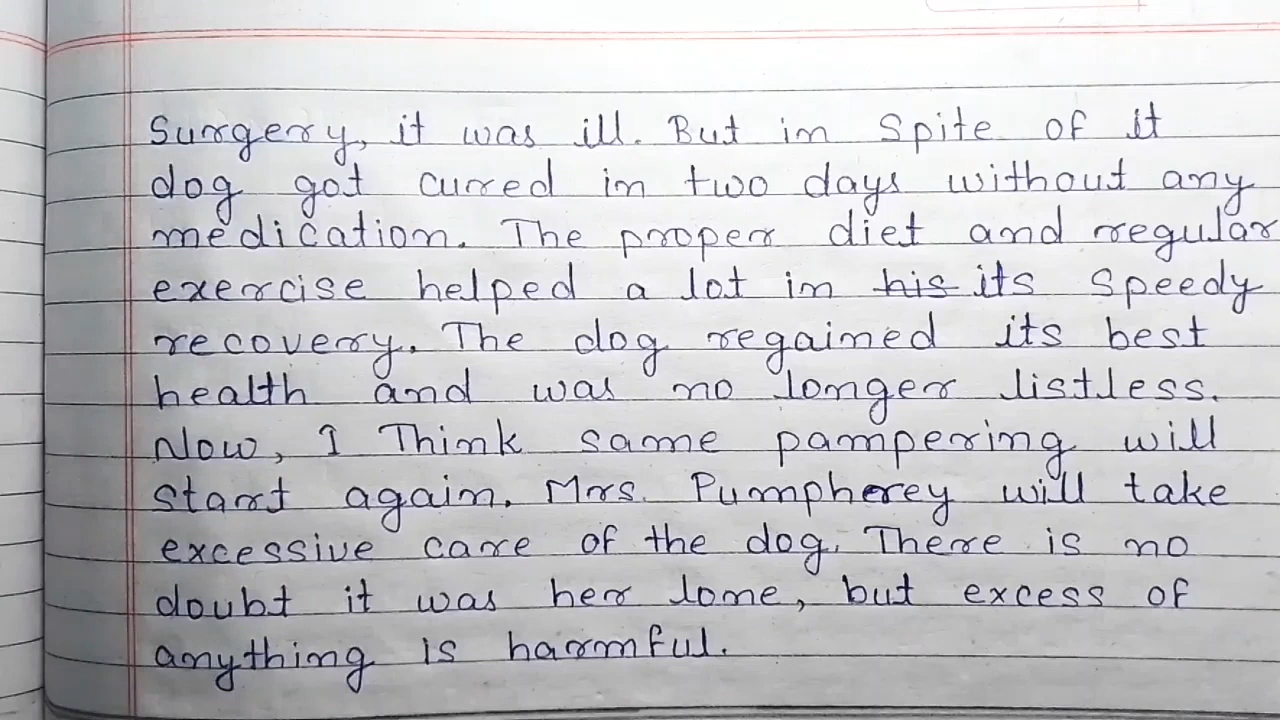 Surgery, it was ill. But in spite of it
dog got curred in two days without any
medication. The proper diet and regular
exercise helped a lot in ~~his~~ its speedy
recovery. The dog regained its best
health and was no longer listless.
Now, I Think same pampering will
start again. Mrs. Pumpherey will take
excessive care of the dog. There is no
doubt it was her lone, but excess of
anything is harmful.